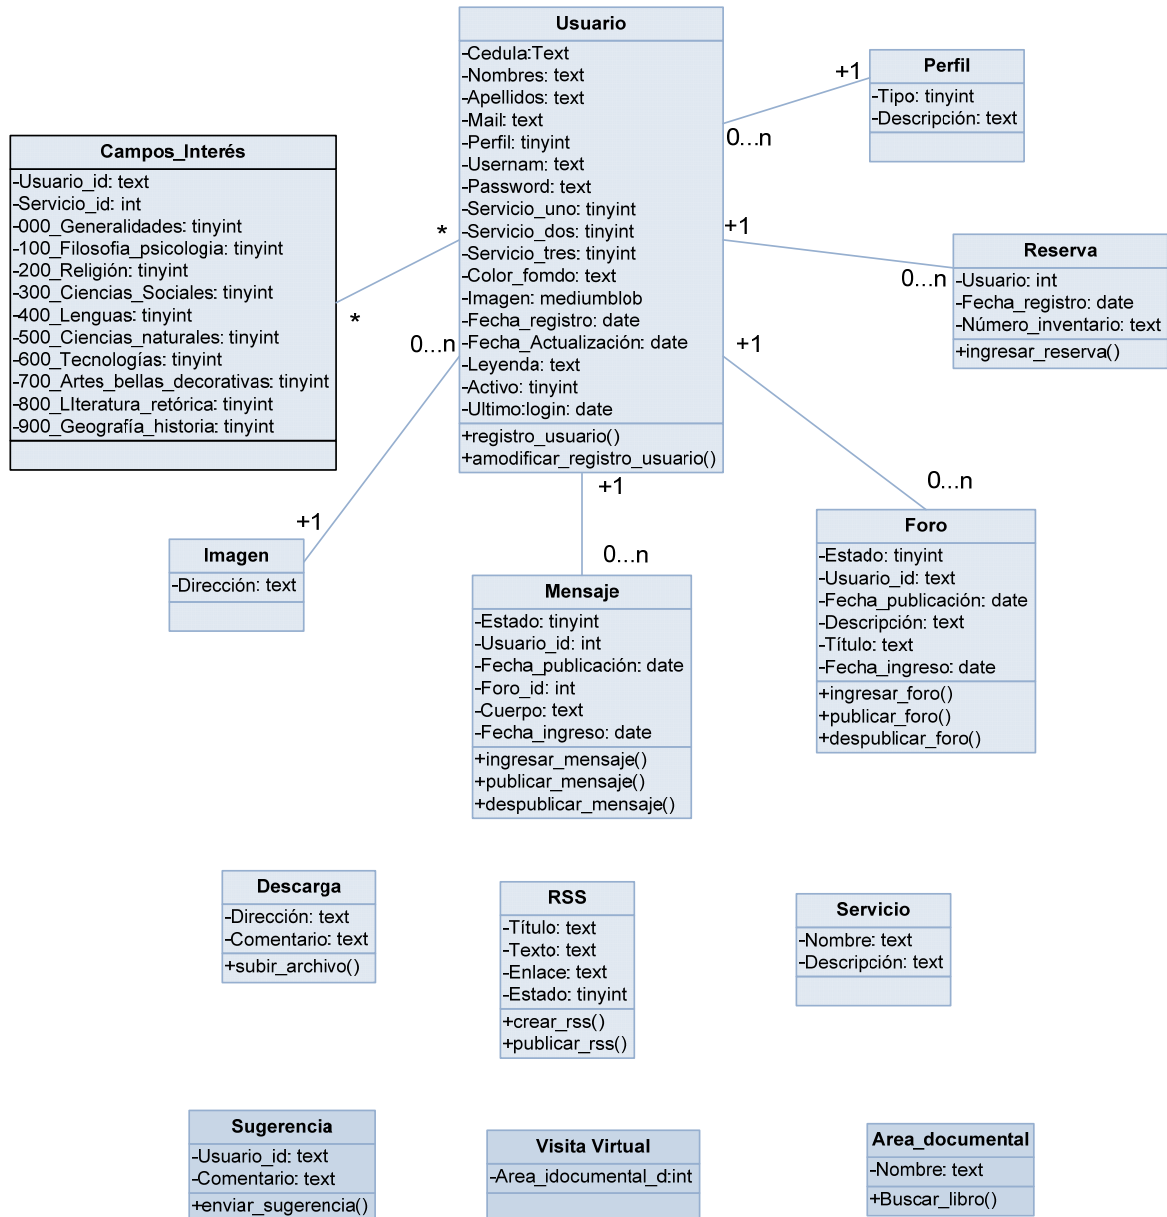 Usuario
-Cedula:Text
-Nombres: text
-Apellidos: text
-Mail: text
-Perfil: tinyint
-Usernam: text
-Password: text
-Servicio_uno: tinyint
-Servicio_dos: tinyint
-Servicio_tres: tinyint
-Color_fomdo: text
-Imagen: mediumblob
-Fecha_registro: date
-Fecha_Actualización: date
-Leyenda: text
-Activo: tinyint
-Ultimo:login: date
+registro_usuario()
+amodificar_registro_usuario()
+1
0...n
Perfil
-Tipo: tinyint
-Descripción: text
Campos_Interés
-Usuario_id: text
-Servicio_id: int
-000_Generalidades: tinyint
-100_Filosofia_psicologia: tinyint
-200_Religión: tinyint
-300_Ciencias_Sociales: tinyint
-400_Lenguas: tinyint
-500_Ciencias_naturales: tinyint
-600_Tecnologías: tinyint
-700_Artes_bellas_decorativas: tinyint
-800_LIteratura_retórica: tinyint
-900_Geografía_historia: tinyint
*
*
+1
0...n
Reserva
-Usuario: int
-Fecha_registro: date
-Número_inventario: text
+ingresar_reserva()
0...n
+1
Imagen
-Dirección: text
+1
0...n
Mensaje
-Estado: tinyint
-Usuario_id: int
-Fecha_publicación: date
-Foro_id: int
-Cuerpo: text
-Fecha_ingreso: date
+ingresar_mensaje()
+publicar_mensaje()
+despublicar_mensaje()
+1
0...n
Foro
-Estado: tinyint
-Usuario_id: text
-Fecha_publicación: date
-Descripción: text
-Título: text
-Fecha_ingreso: date
+ingresar_foro()
+publicar_foro()
+despublicar_foro()
Descarga
-Dirección: text
-Comentario: text
+subir_archivo()
RSS
-Título: text
-Texto: text
-Enlace: text
-Estado: tinyint
+crear_rss()
+publicar_rss()
Servicio
-Nombre: text
-Descripción: text
Sugerencia
-Usuario_id: text
-Comentario: text
+enviar_sugerencia()
Visita Virtual
-Area_idocumental_d:int
Area_documental
-Nombre: text
+Buscar_libro()